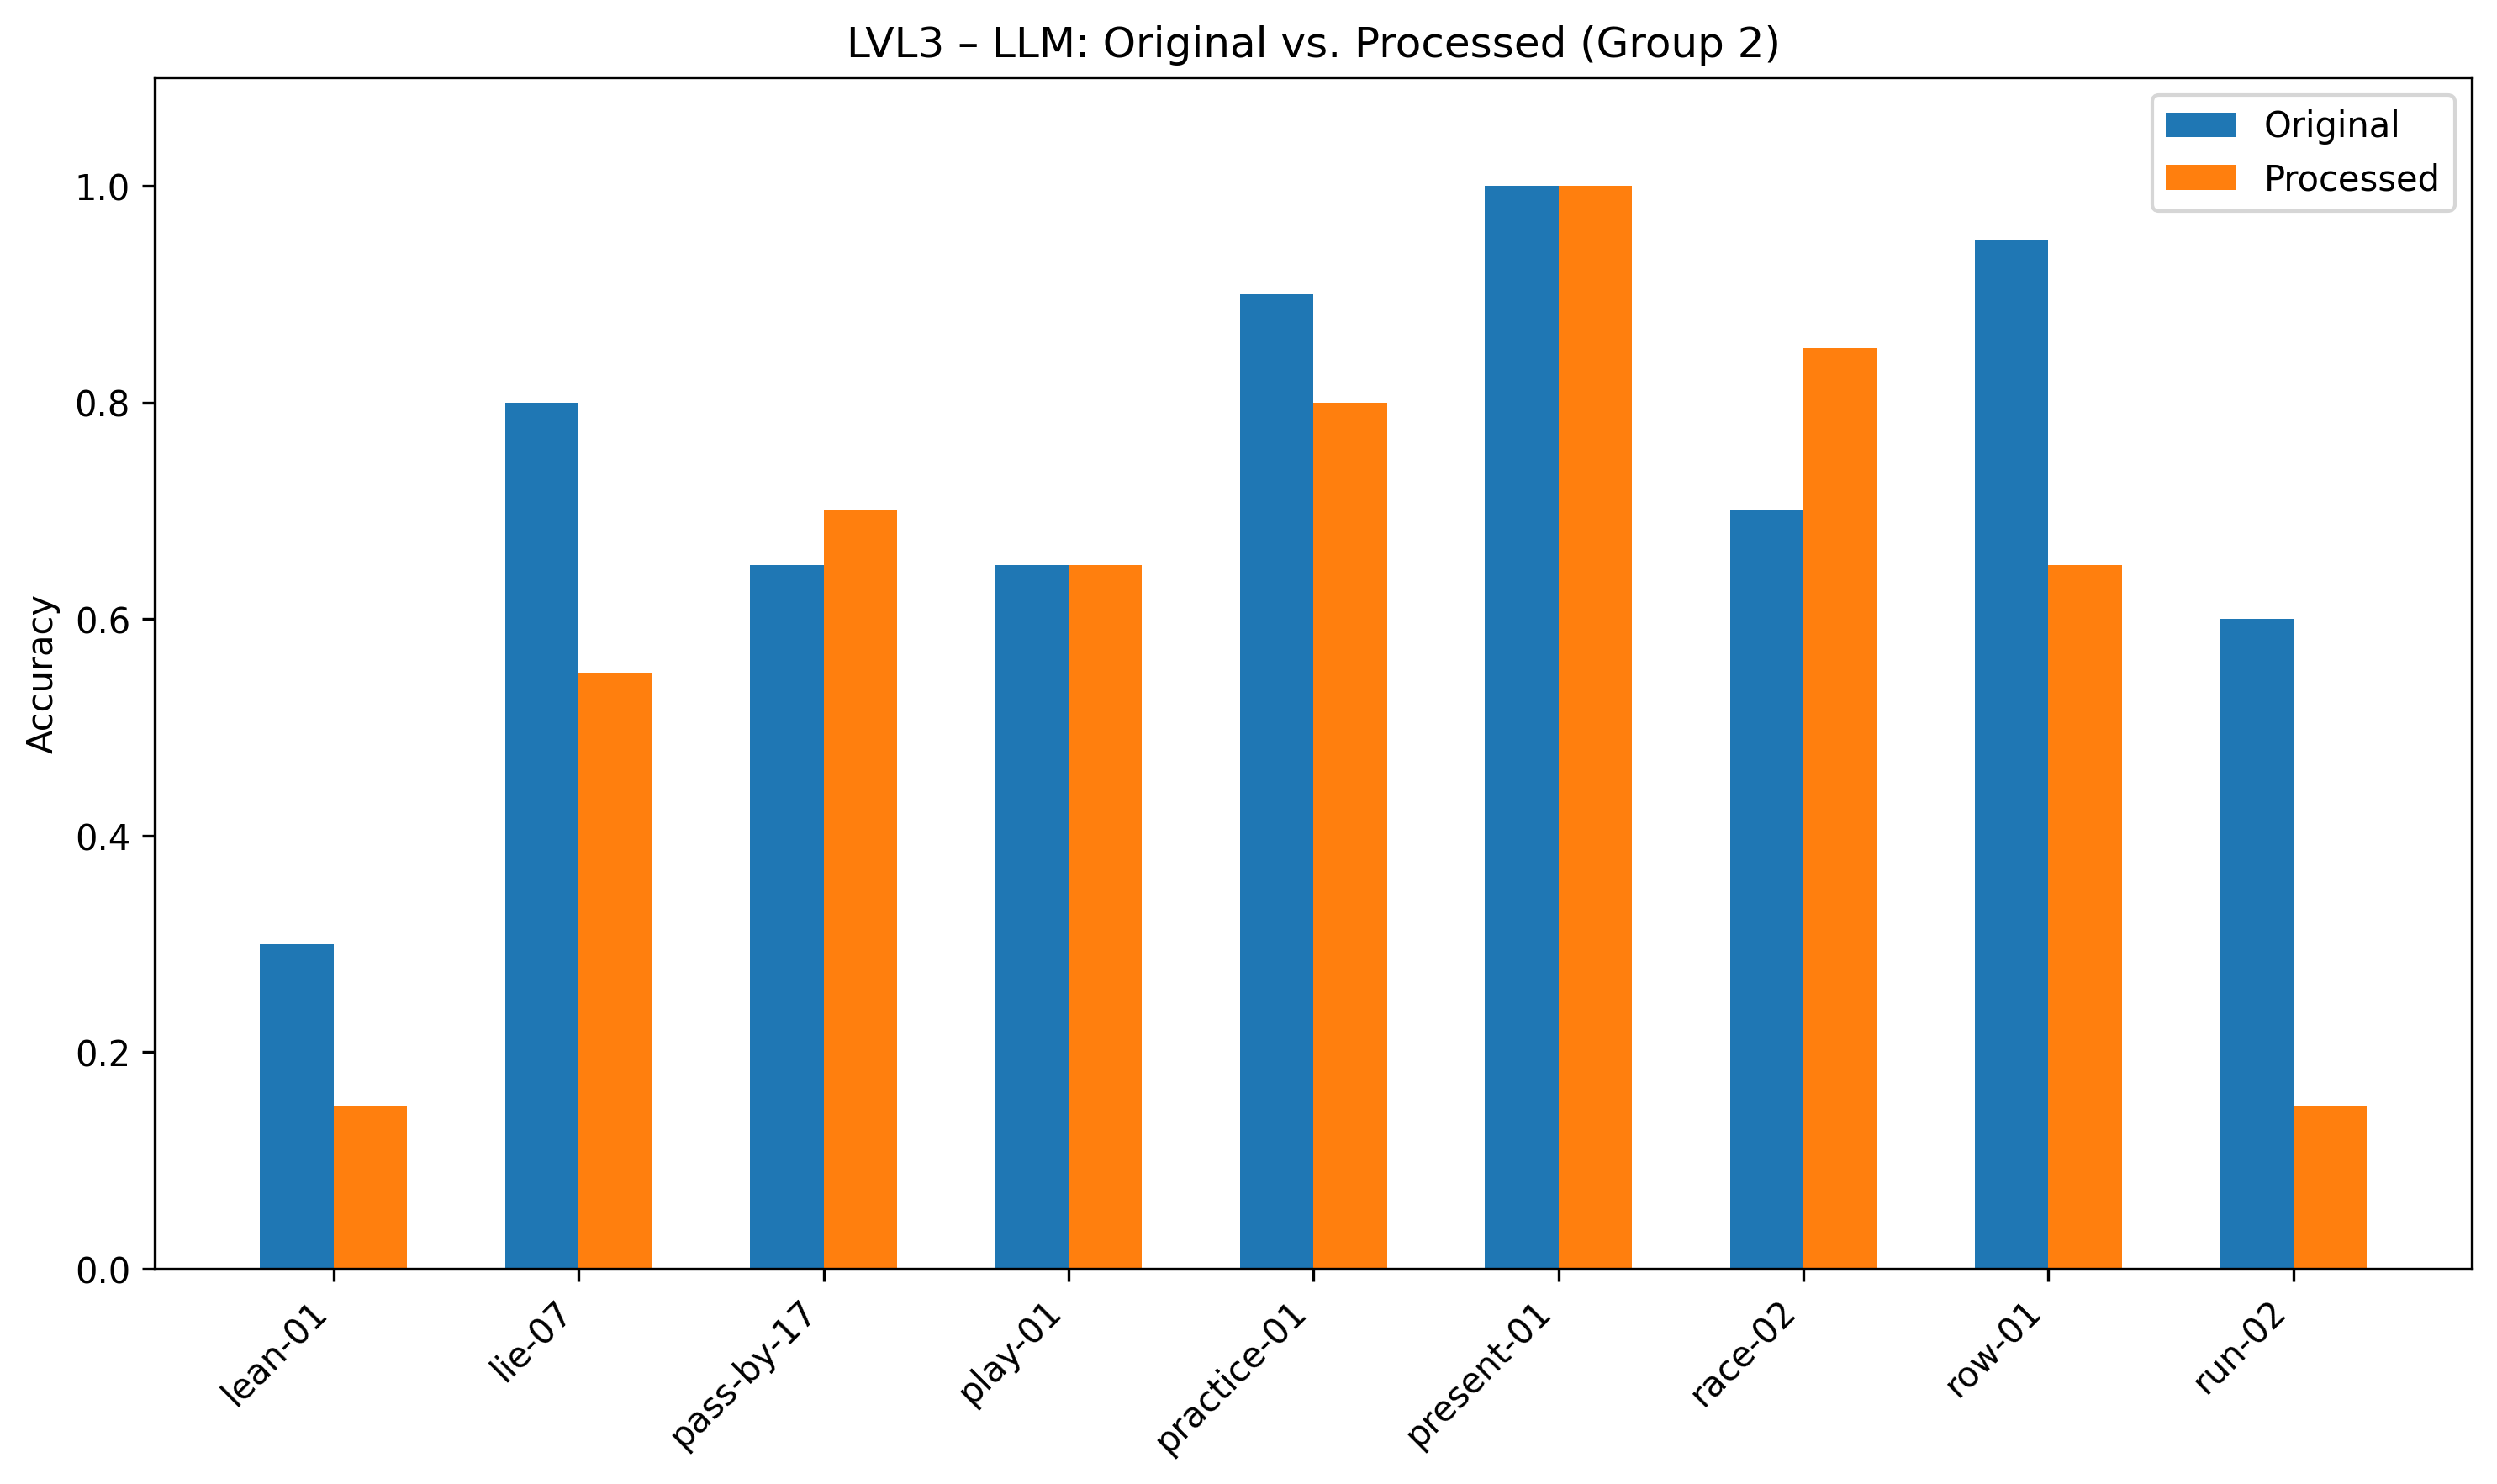 LVL3 – LLM: Original vs. Processed (Group 2)
Original
Processed
Accuracy
1.0
0.8
0.6
0.4
0.2
0.0
lean-01
lie-07
pass-by-17
play-01
practice-01
present-01
race-02
row-01
run-02